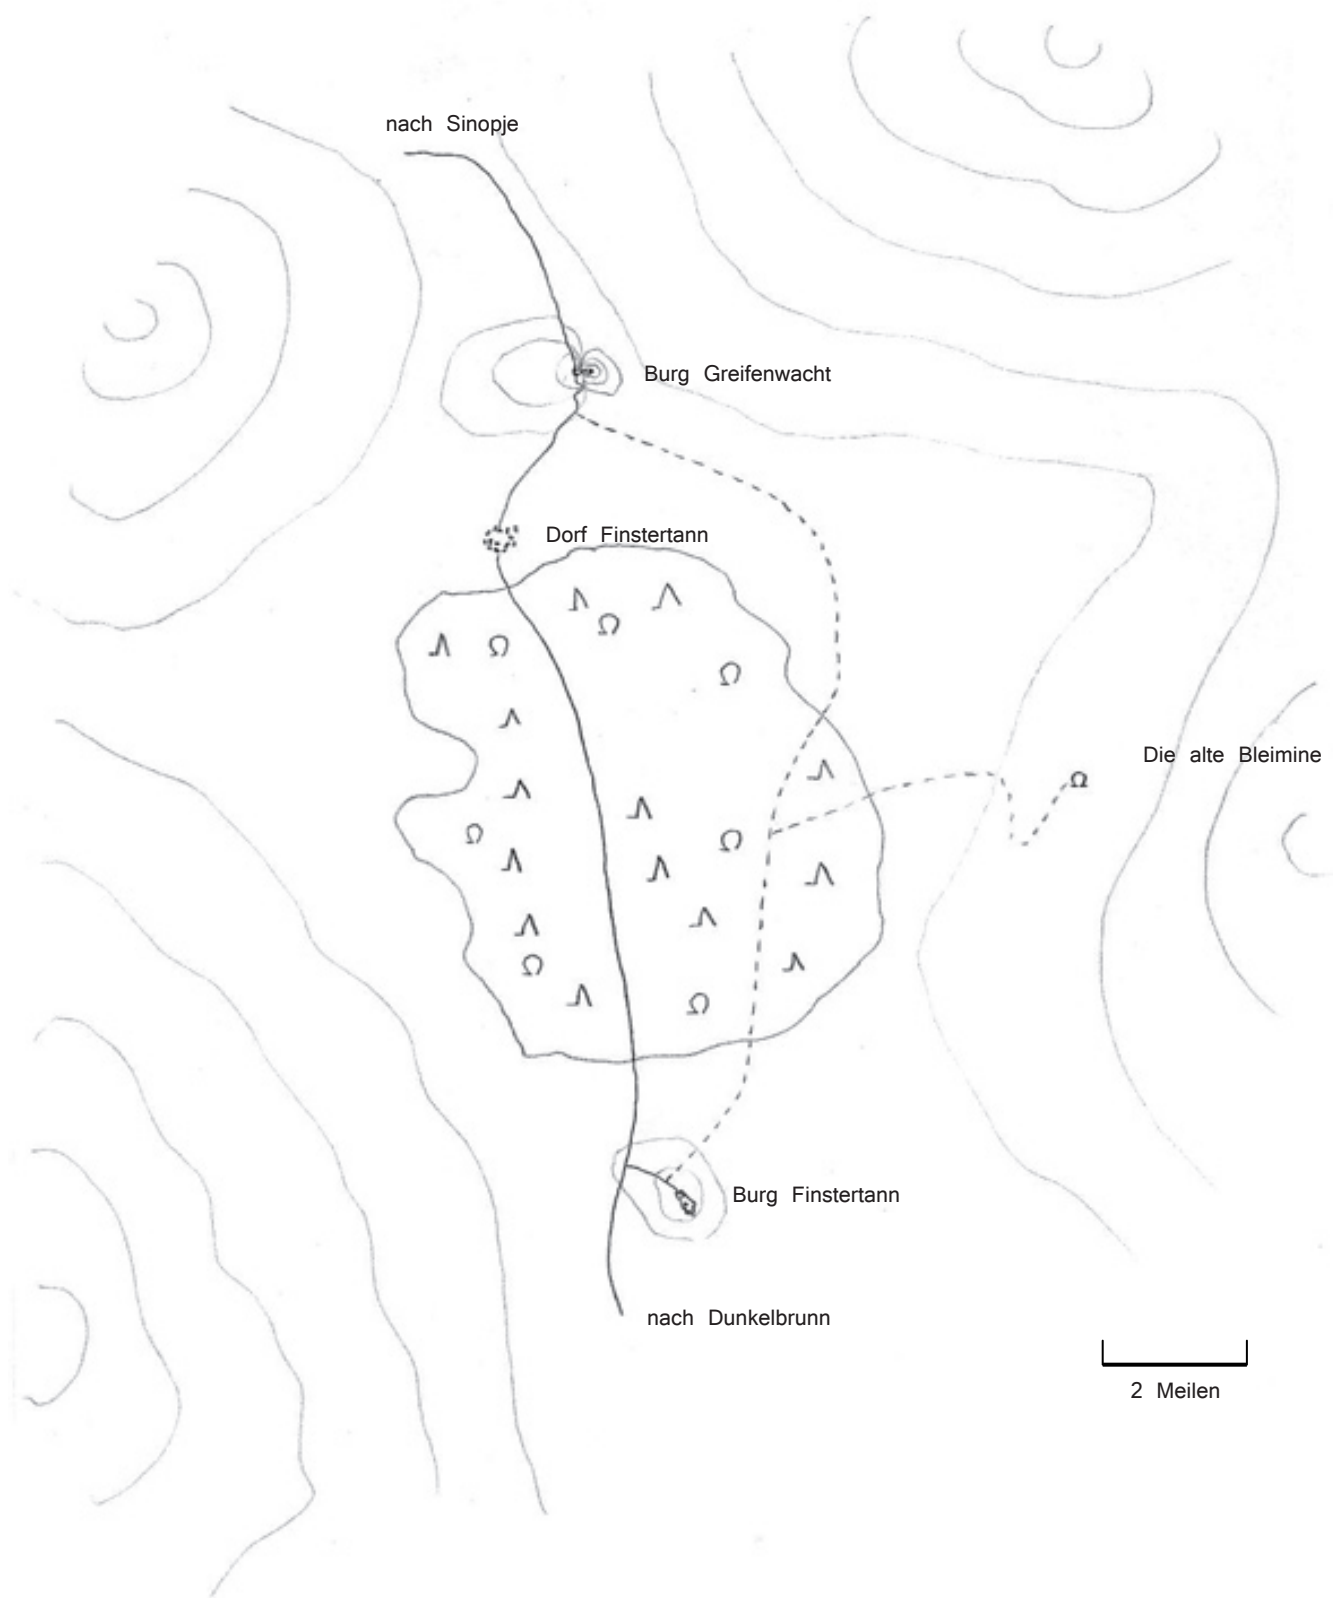 nach Sinopje
Burg Greifenwacht
Dorf Finstertann
Die alte Bleimine
Burg Finstertann
nach Dunkelbrunn
2 Meilen